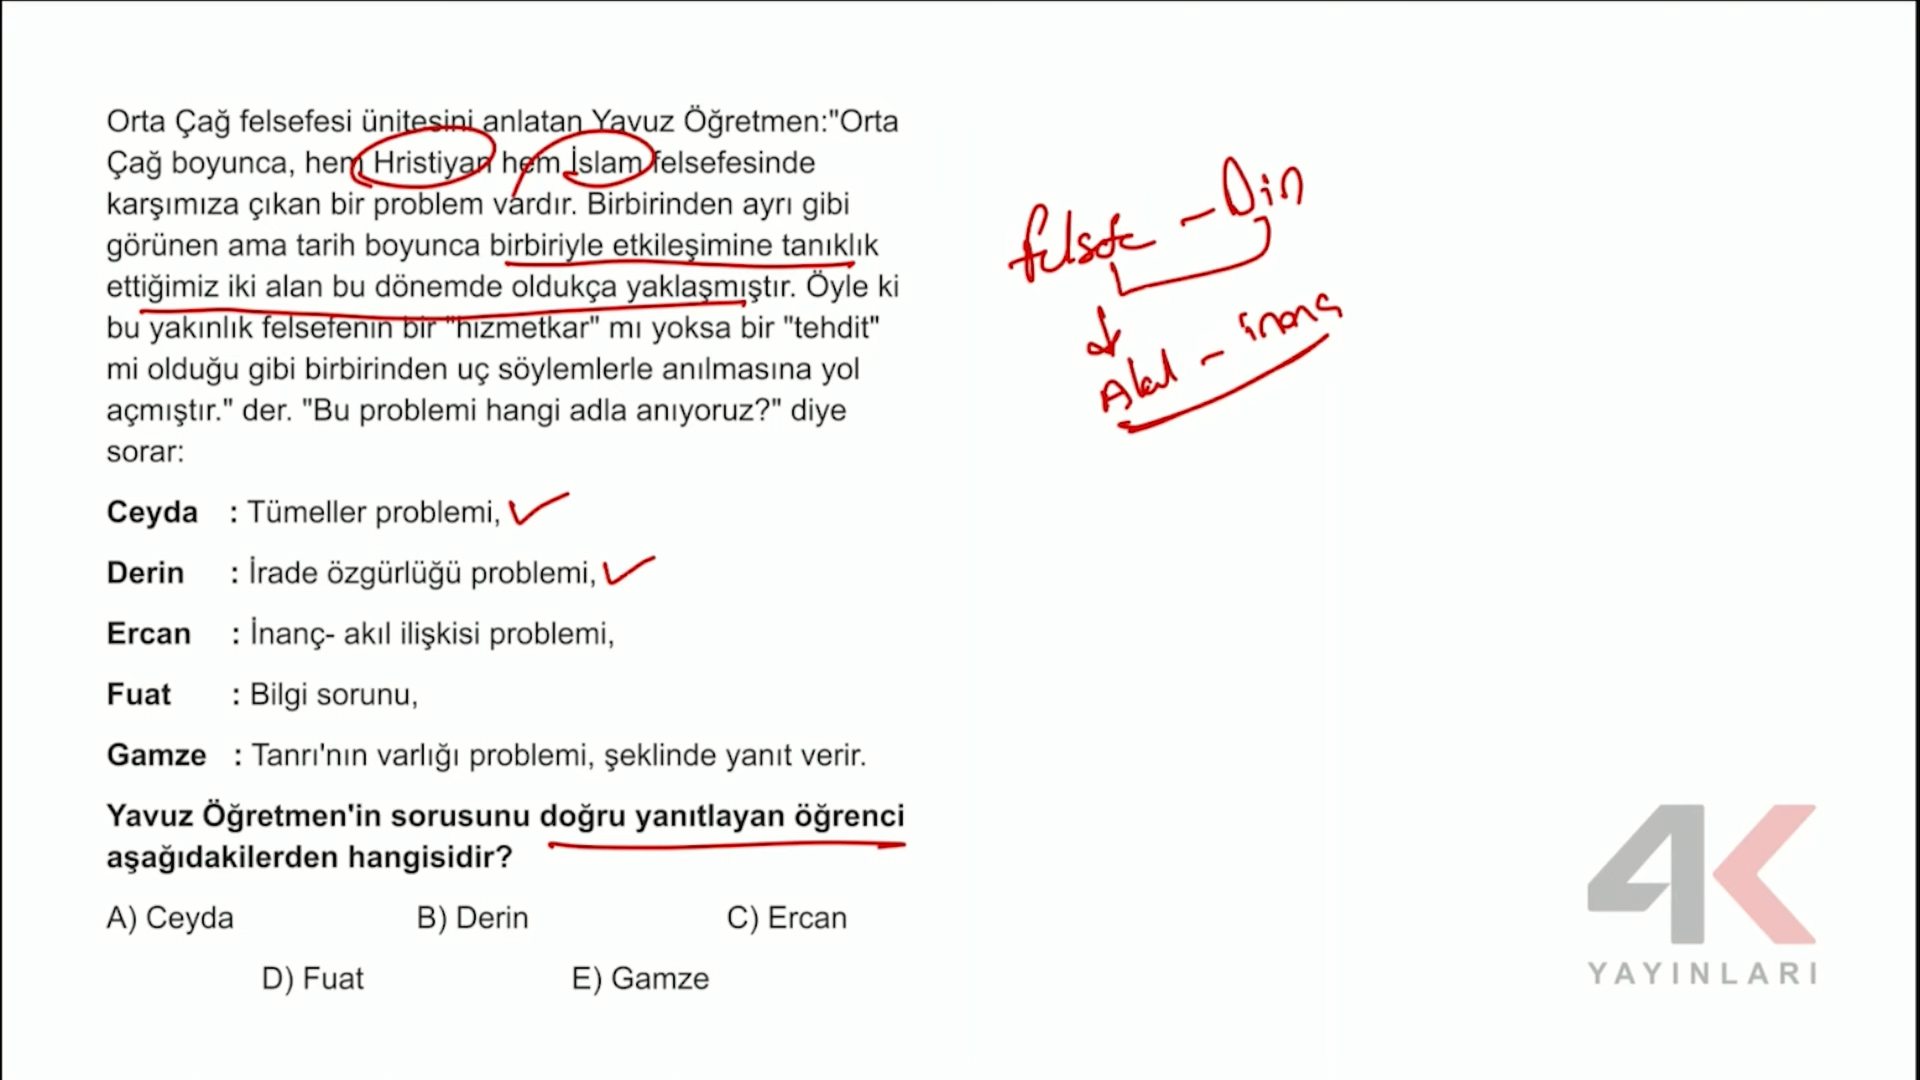 Orta Çağ felsefesi ünitesini anlatan Yavuz Öğretmen:"Orta
Çağ boyunca, hem Hristiyan hem İslam felsefesinde
karşımıza çıkan bir problem vardır. Birbirinden ayrı gibi
görünen ama tarih boyunca birbiriyle etkileşimine tanıklık
ettiğimiz iki alan bu dönemde oldukça yaklaşmıştır. Öyle ki
bu yakınlık felsefenin bir "hizmetkar" mı yoksa bir "tehdit"
mi olduğu gibi birbirinden uç söylemlerle anılmasına yol
açmıştır." der. "Bu problemi hangi adla anıyoruz?" diye
sorar:
Ceyda : Tümeller problemi,
Derin : İrade özgürlüğü problemi,
Ercan : İnanç- akıl ilişkisi problemi,
Fuat : Bilgi sorunu,
Gamze : Tanrı'nın varlığı problemi, şeklinde yanıt verir.
Yavuz Öğretmen'in sorusunu doğru yanıtlayan öğrenci
aşağıdakilerden hangisidir?
A) Ceyda B) Derin C) Ercan
D) Fuat E) Gamze
felsefe - Din
Akıl - inanç
4K
YAYINLARI